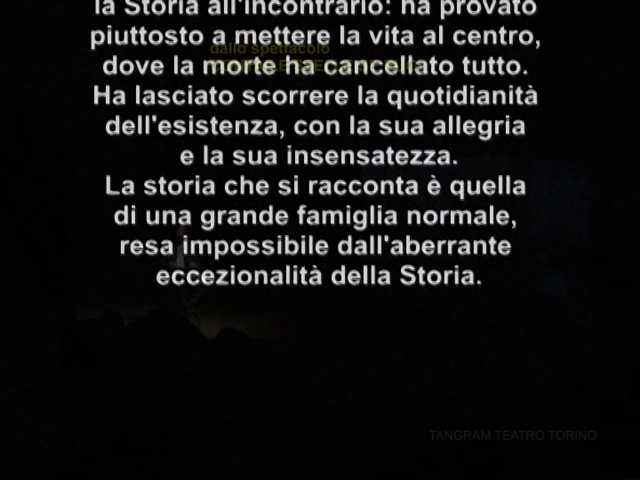 la Storia all'incontrario: ha provato
piuttosto a mettere la vita al centro,
dallo spettacolo
dove la morte ha cancellato tutto.
Ha lasciato scorrere la quotidianità
dell'esistenza, con la sua allegria
e la sua insensatezza.
La storia che si racconta è quella
di una grande famiglia normale,
resa impossibile dall'aberrante
eccezionalità della Storia.
TANGRAM TEATRO TORINO